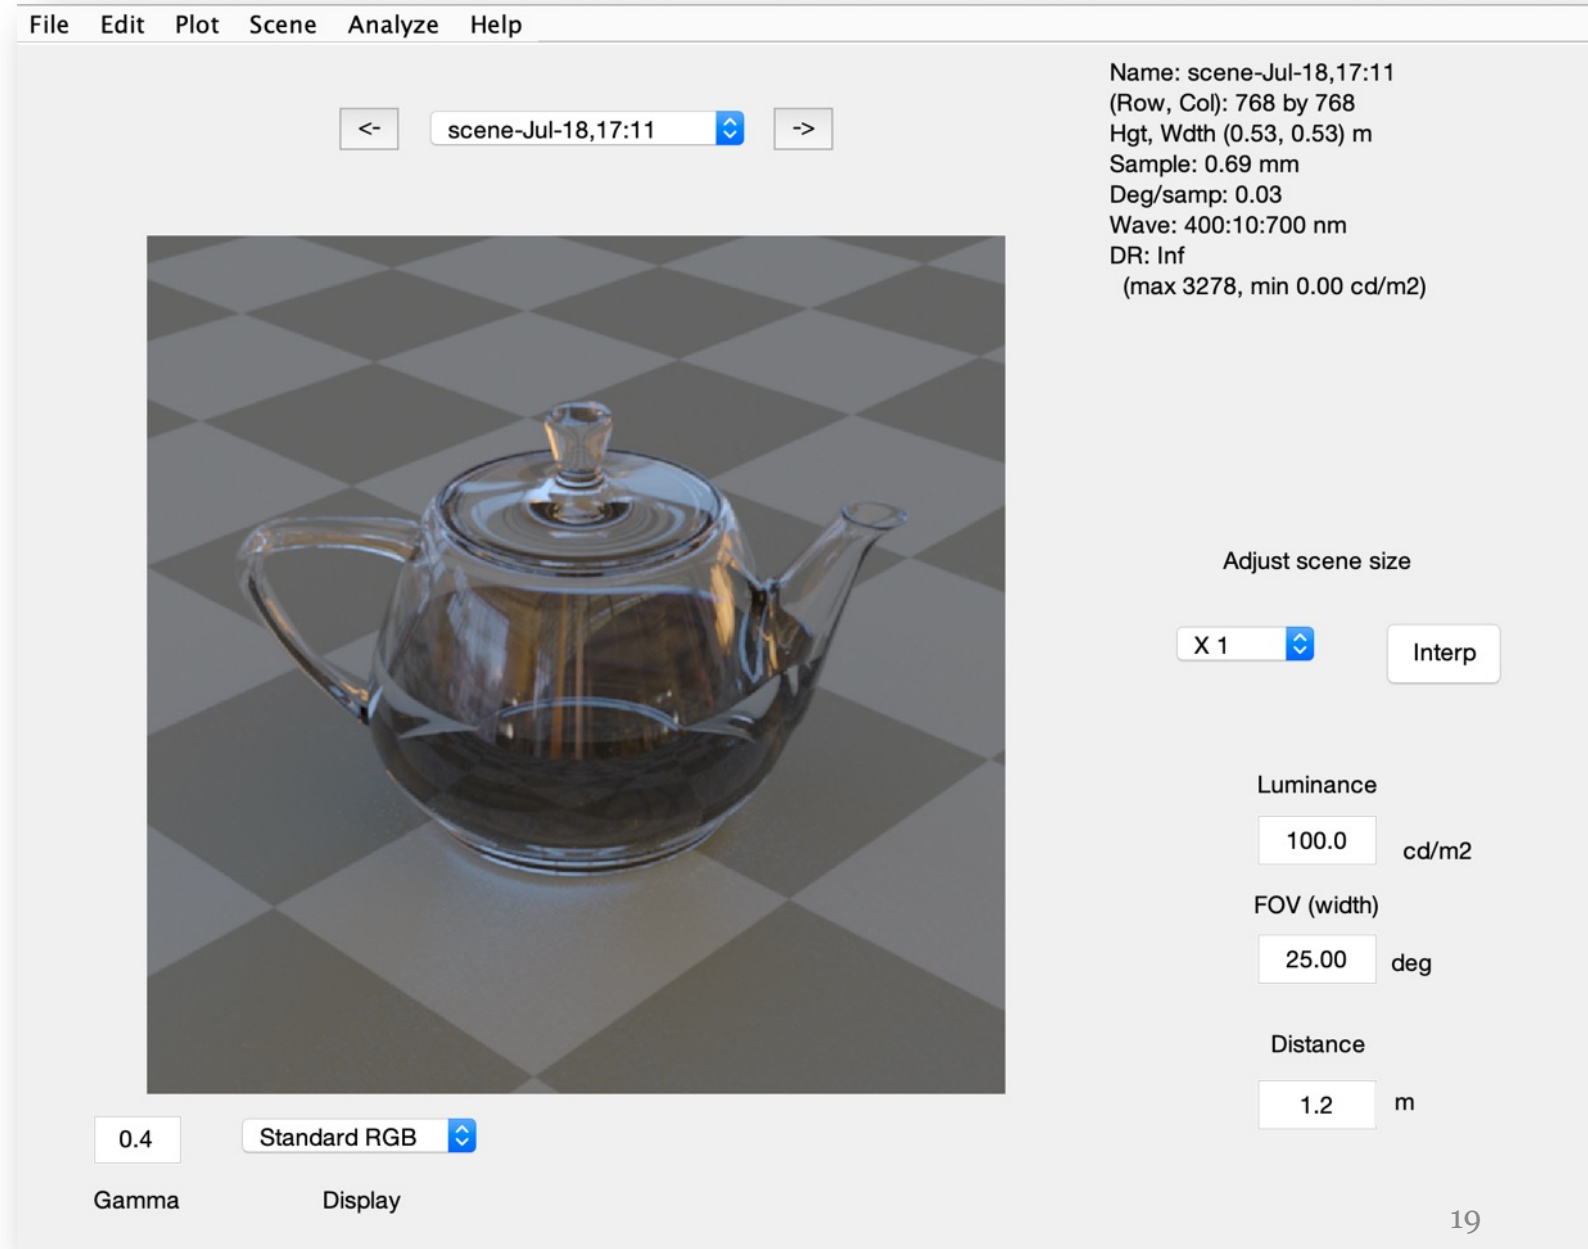 File Edit Plot Scene Analyze Help
<- scene-Jul-18,17:11 ->
Name: scene-Jul-18,17:11
(Row, Col): 768 by 768
Hgt, Wdth (0.53, 0.53) m
Sample: 0.69 mm
Deg/samp: 0.03
Wave: 400:10:700 nm
DR: Inf
(max 3278, min 0.00 cd/m2)
Adjust scene size
X 1 Interp
Luminance
100.0 cd/m2
FOV (width)
25.00 deg
Distance
1.2 m
0.4 Standard RGB
Gamma Display
19